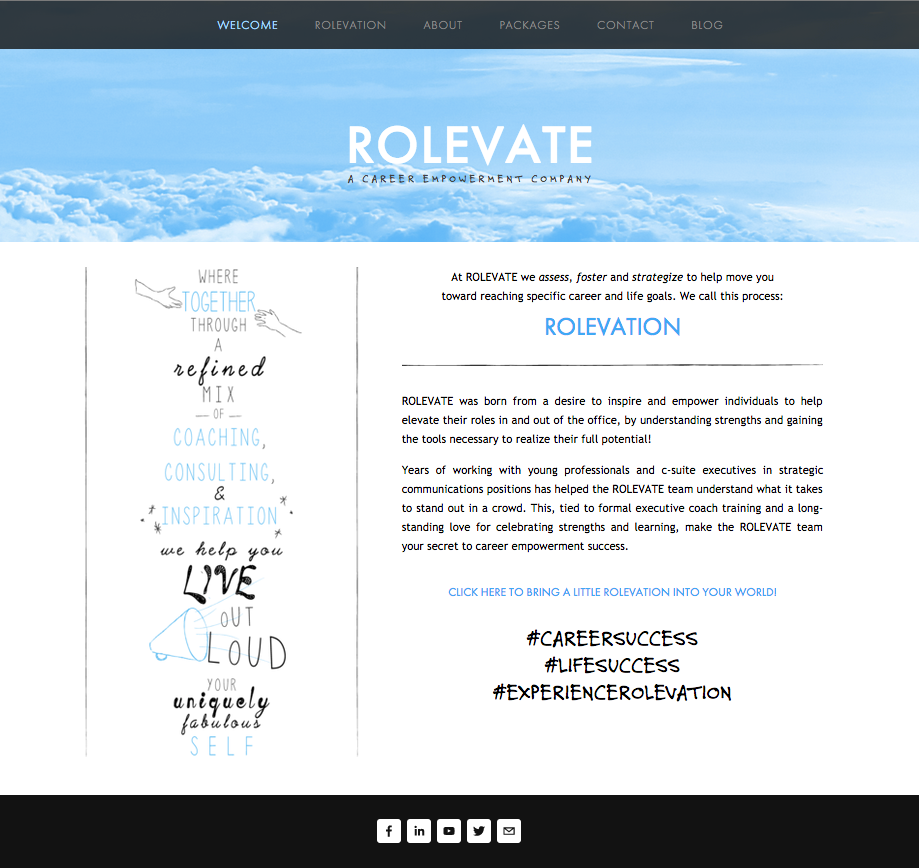 WELCOME ROLEVATION ABOUT PACKAGES CONTACT BLOG
ROLEVATE
A CAREER EMPOWERMENT COMPANY
WHERE
TOGETHER
THROUGH
A
refined
MIX
— OF —
COACHING,
CONSULTING,
&
INSPIRATION
we help you
LIVE
OUT
LOUD
YOUR
uniquely
fabulous
SELF
At ROLEVATE we assess, foster and strategize to help move you
toward reaching specific career and life goals. We call this process:
ROLEVATION
ROLEVATE was born from a desire to inspire and empower individuals to help
elevate their roles in and out of the office, by understanding strengths and gaining
the tools necessary to realize their full potential!
Years of working with young professionals and c-suite executives in strategic
communications positions has helped the ROLEVATE team understand what it takes
to stand out in a crowd. This, tied to formal executive coach training and a long-
standing love for celebrating strengths and learning, make the ROLEVATE team
your secret to career empowerment success.
CLICK HERE TO BRING A LITTLE ROLEVATION INTO YOUR WORLD!
#CAREERSUCCESS
#LIFESUCCESS
#EXPERIENCEROLEVATION